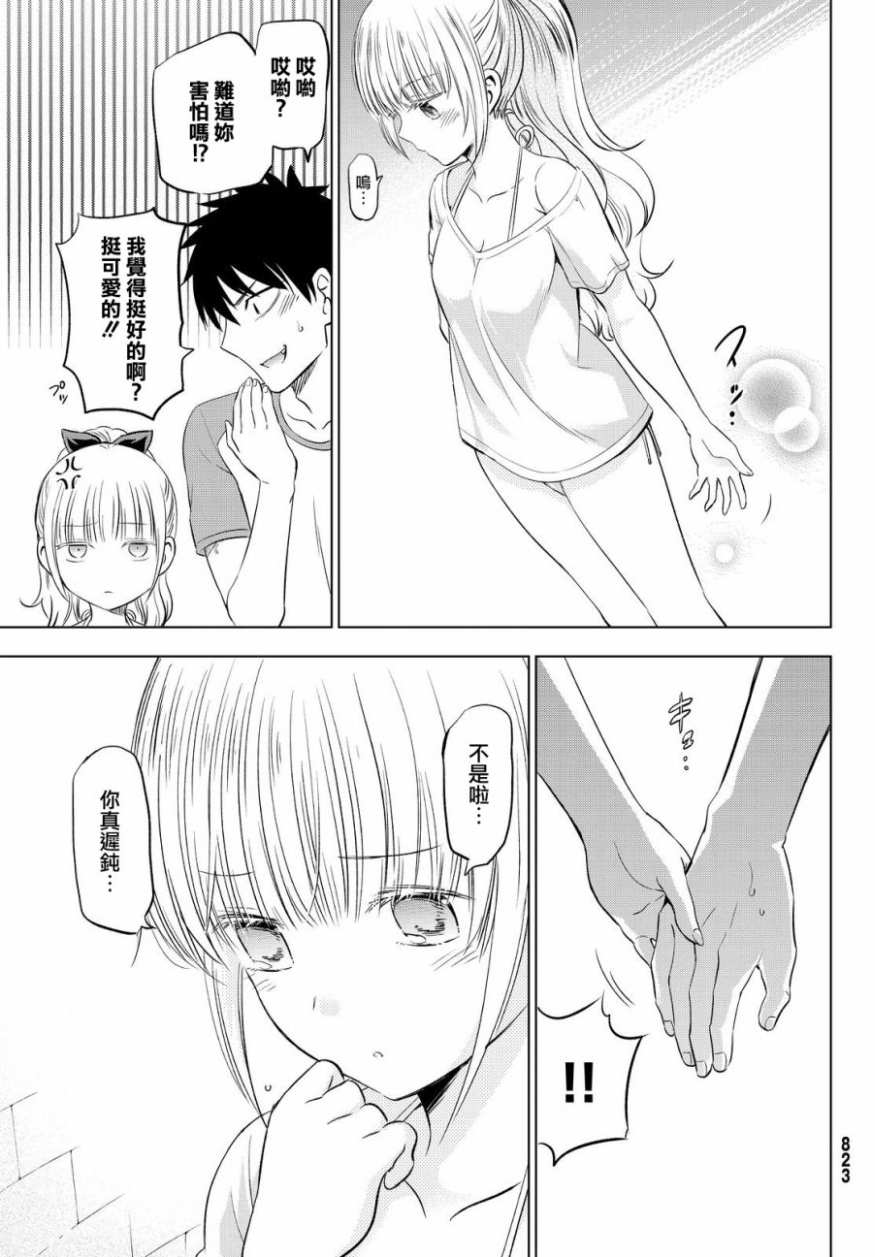 嗚…
スッ…
哎喲
哎喲？
難道妳
害怕嗎!?
我覺得挺好的啊？
挺可愛的!!
プッ
キュ…
!!
不是啦…
你真遲鈍…
823